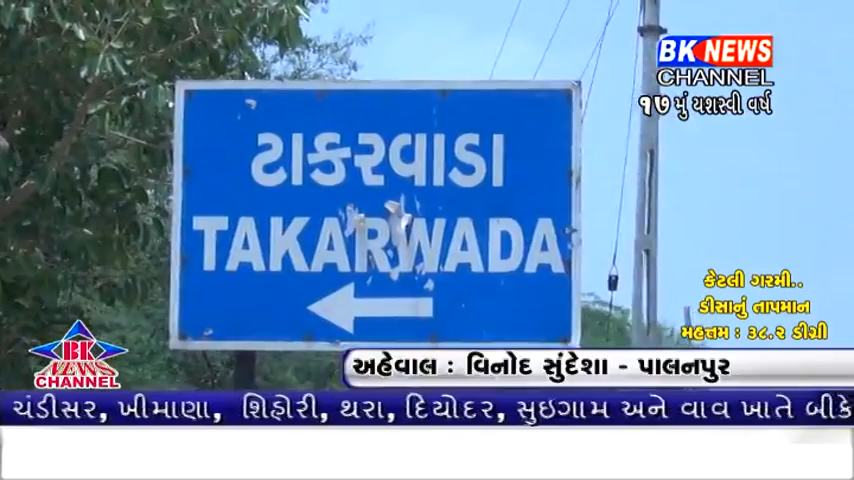 BK NEWS
CHANNEL
૧૭ મું યશસ્વી વર્ષ
ટાકરવાડા
TAKARWADA
કેટલી ગરમી..
ડીસાનું તાપમાન
મહત્તમ : ૩૮.૨ ડીગ્રી
BK
NEWS
CHANNEL
અહેવાલ : વિનોદ સુંદેશા - પાલનપુર
ચંડીસર, ખીમાણા, શિહોરી, થરા, દિયોદર, સુઇગામ અને વાવ ખાતે બીકે